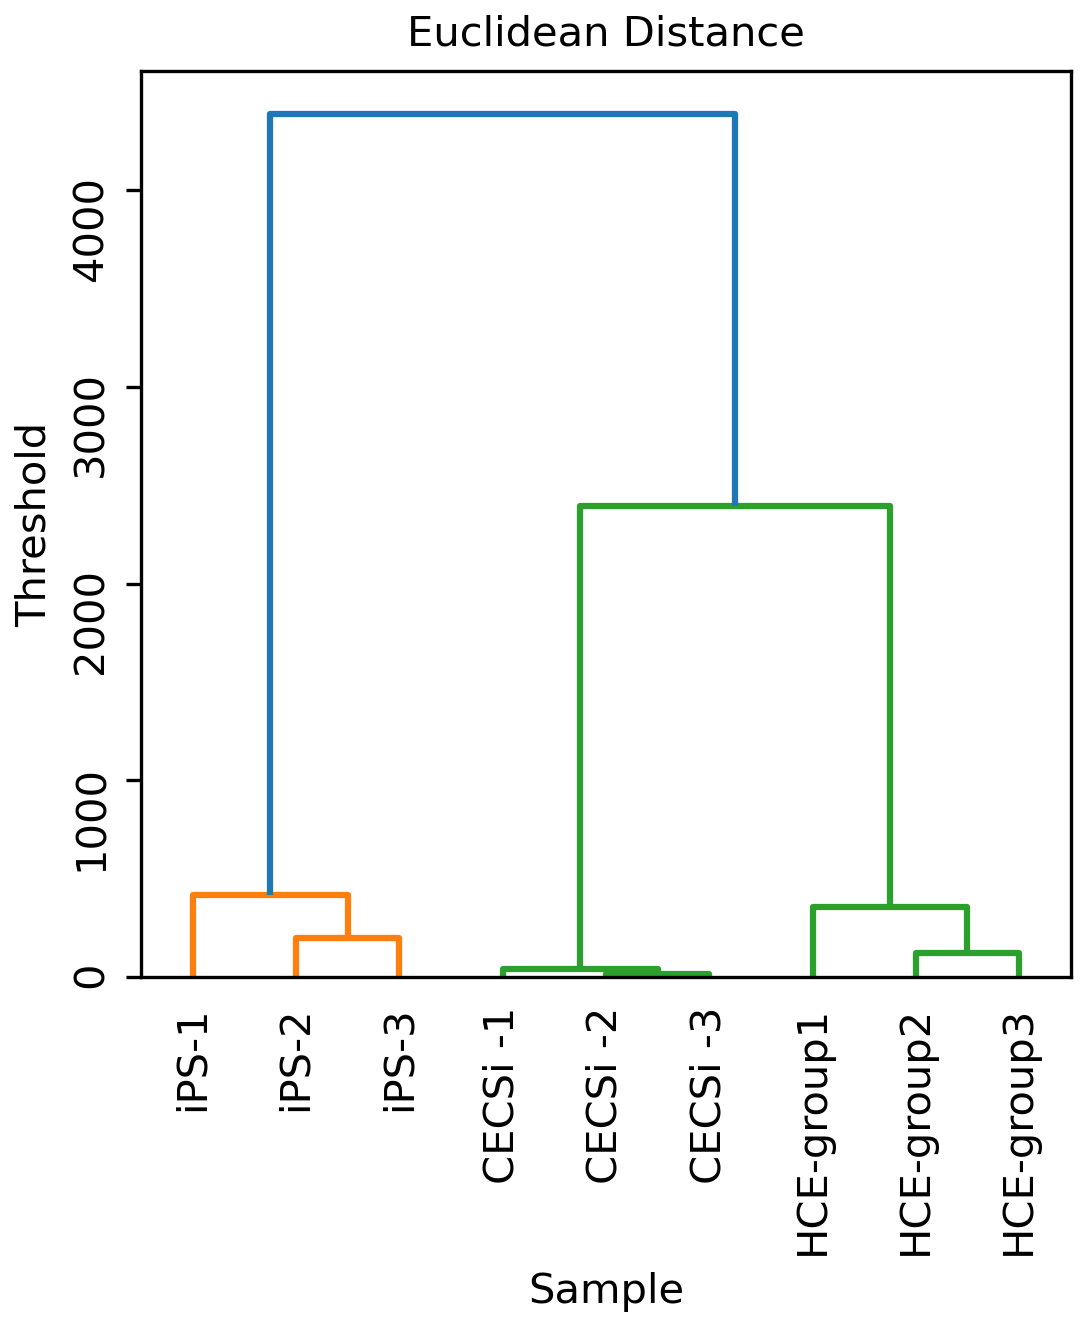 Euclidean Distance
Threshold
4000
3000
2000
1000
0
iPS-1
iPS-2
iPS-3
CECSi -1
CECSi -2
CECSi -3
HCE-group1
HCE-group2
HCE-group3
Sample